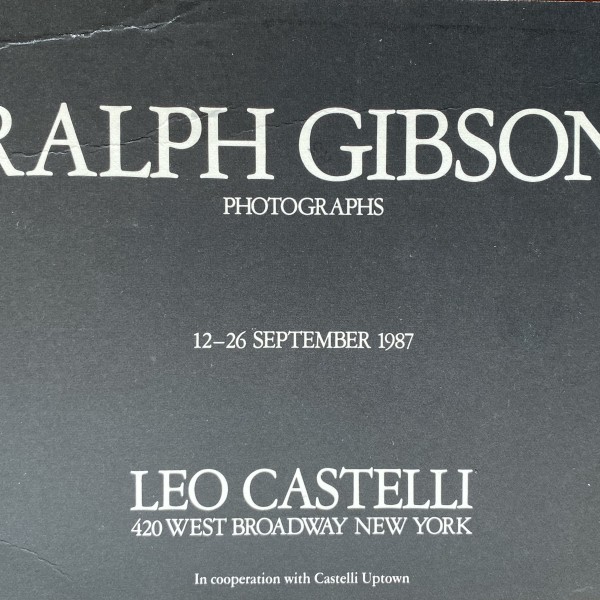 RALPH GIBSON
PHOTOGRAPHS
12–26 SEPTEMBER 1987
LEO CASTELLI
420 WEST BROADWAY NEW YORK
In cooperation with Castelli Uptown